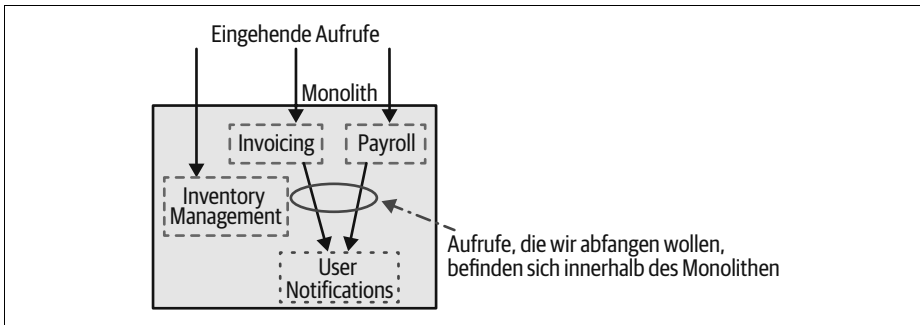 Eingehende Aufrufe
Monolith
Invoicing
Payroll
Inventory
Management
Aufrufe, die wir abfangen wollen,
befinden sich innerhalb des Monolithen
User
Notifications